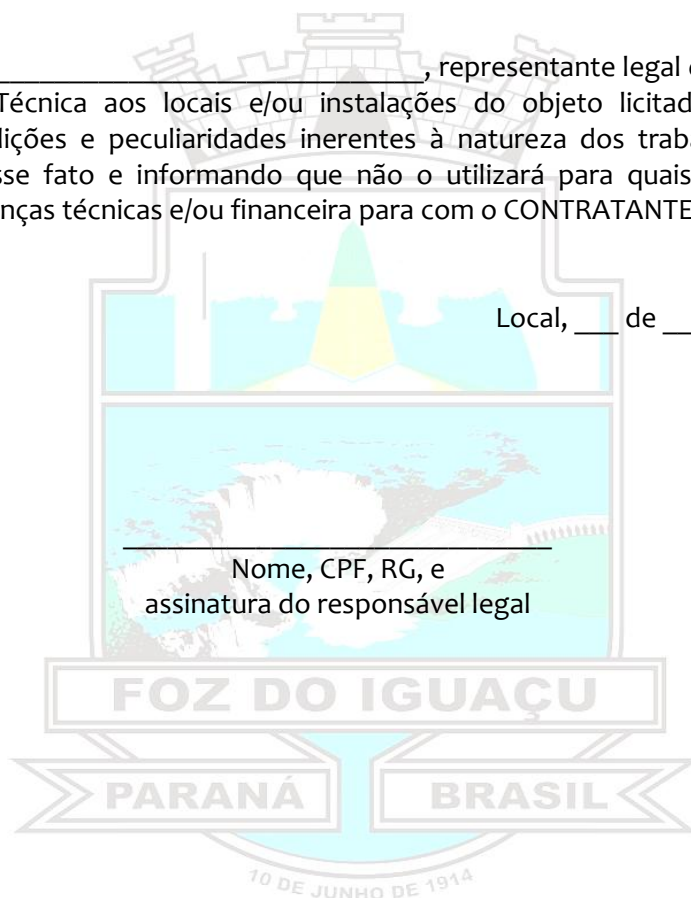 ______________________________, representante legal
Técnica aos locais e/ou instalações do objeto licitad
dições e peculiaridades inerentes à natureza dos trab
sse fato e informando que não o utilizará para quais
nças técnicas e/ou financeira para com o CONTRATANTE
Local, ___ de __
______________________________
Nome, CPF, RG, e
assinatura do responsável legal
FOZ DO IGUAÇU
PARANÁ BRASIL
10 DE JUNHO DE 1914